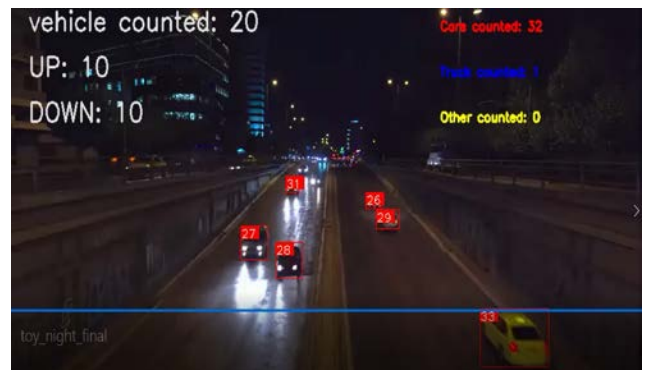 vehicle counted: 20
UP: 10
DOWN: 10
Cars counted: 32
Truck counted: 1
Other counted: 0
31
26
29
27
28
33
toy_night_final